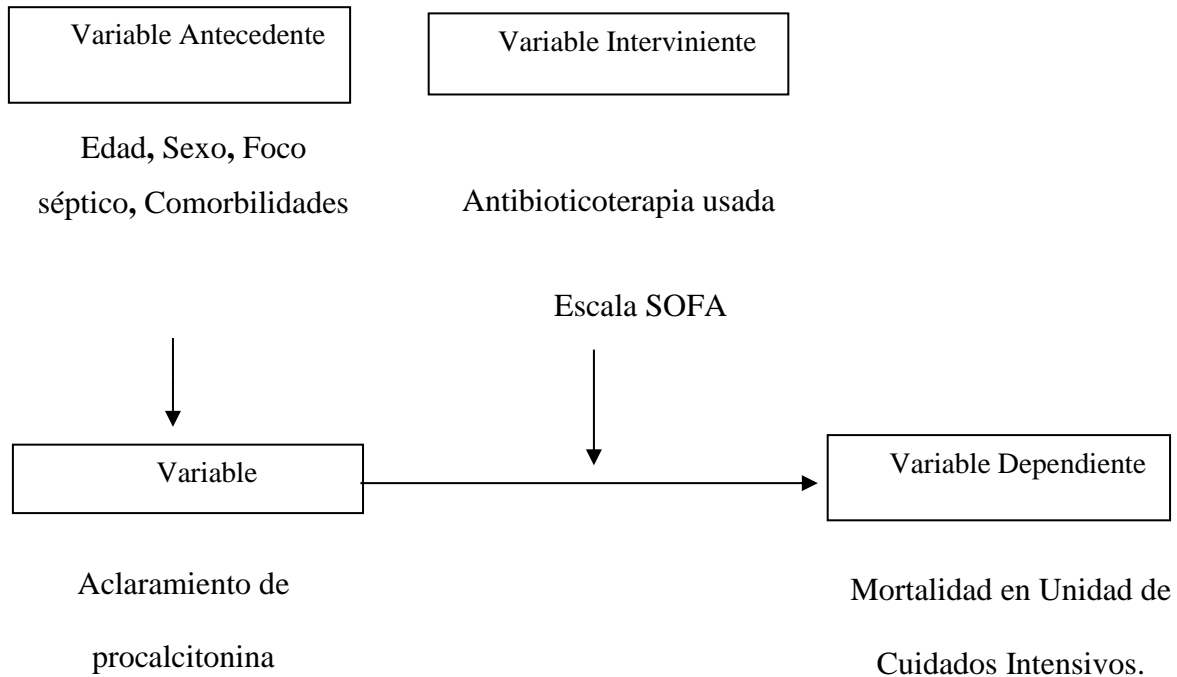 Variable Antecedente
Variable Interviniente
Edad, Sexo, Foco
séptico, Comorbilidades
Antibioticoterapia usada
Escala SOFA
Variable
Variable Dependiente
Aclaramiento de
procalcitonina
Mortalidad en Unidad de
Cuidados Intensivos.